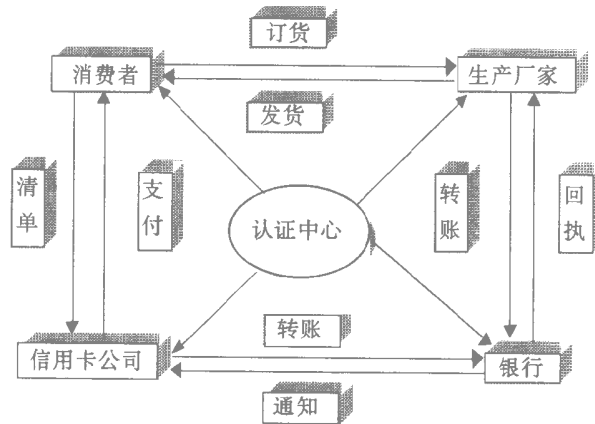 订货
消费者
生产厂家
发货
清单
支付
转账
回执
认证中心
转账
信用卡公司
银行
通知